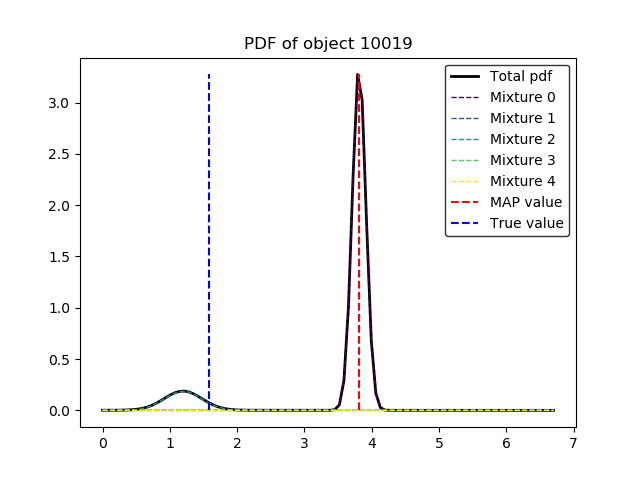 PDF of object 10019
Total pdf
Mixture 0
Mixture 1
Mixture 2
Mixture 3
Mixture 4
MAP value
True value
3.0
2.5
2.0
1.5
1.0
0.5
0.0
0 1 2 3 4 5 6 7